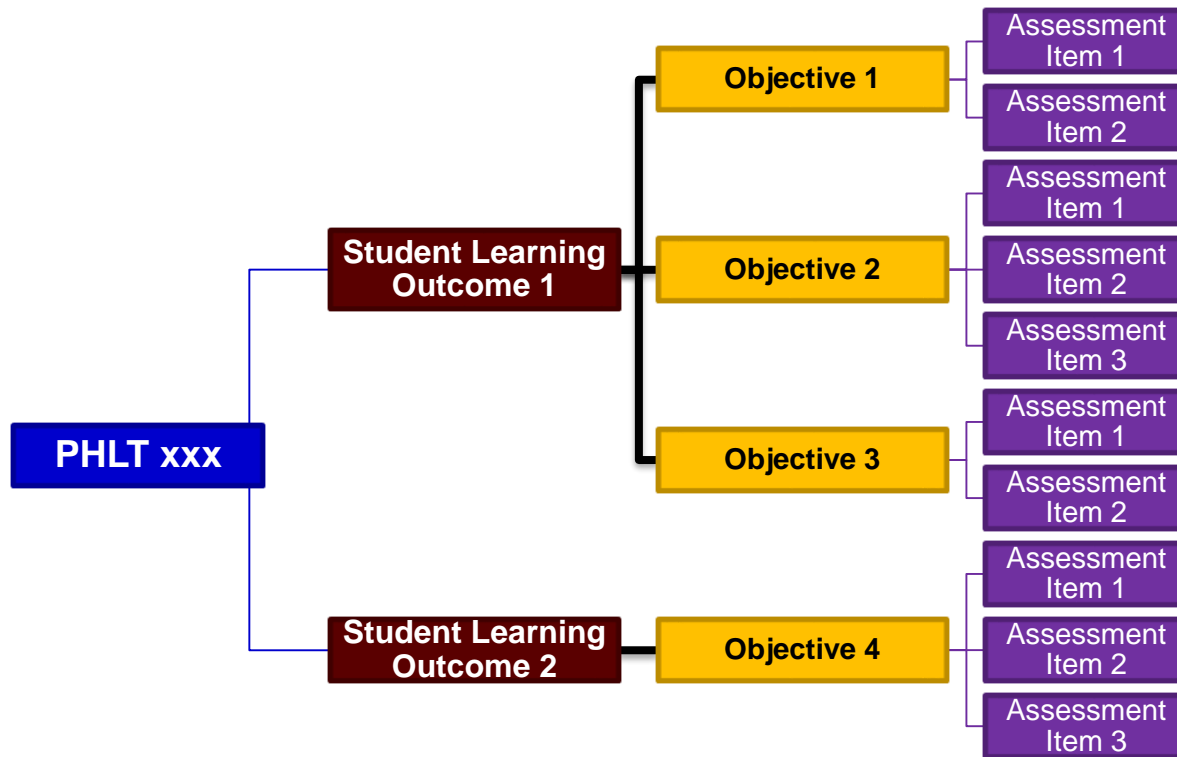 PHLT xxx
Student Learning
Outcome 1
Objective 1
Assessment
Item 1
Assessment
Item 2
Objective 2
Assessment
Item 1
Assessment
Item 2
Assessment
Item 3
Objective 3
Assessment
Item 1
Assessment
Item 2
Student Learning
Outcome 2
Objective 4
Assessment
Item 1
Assessment
Item 2
Assessment
Item 3